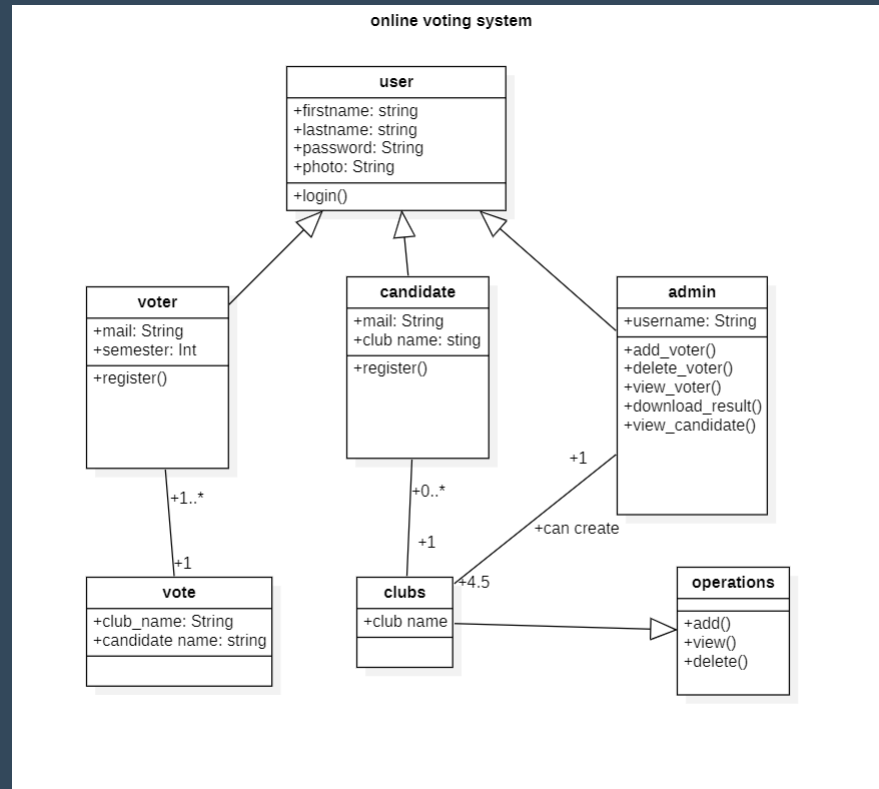 online voting system
user
+firstname: string
+lastname: string
+password: String
+photo: String
+login()
voter
+mail: String
+semester: Int
+register()
candidate
+mail: String
+club name: sting
+register()
admin
+username: String
+add_voter()
+delete_voter()
+view_voter()
+download_result()
+view_candidate()
+1..*
+1
+0..*
+1
+1
+can create
+4.5
vote
+club_name: String
+candidate name: string
clubs
+club name
operations
+add()
+view()
+delete()